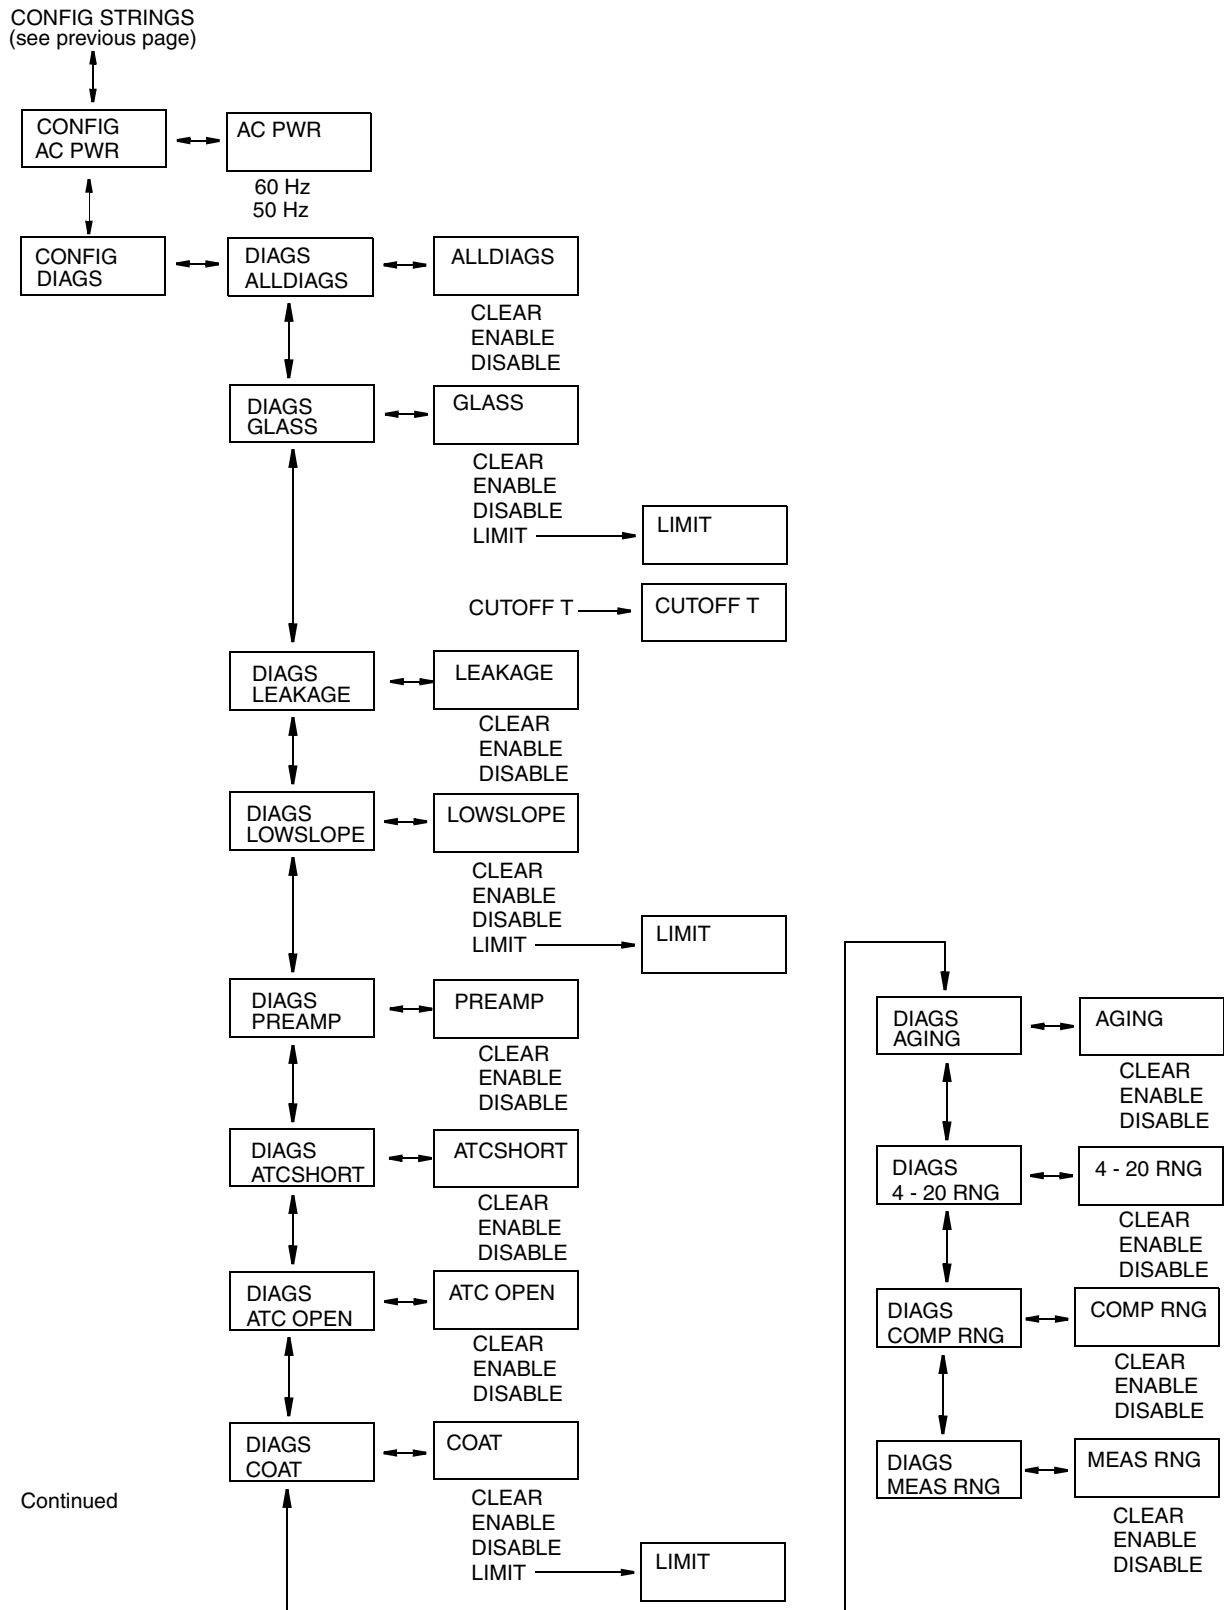 CONFIG STRINGS
(see previous page)
CONFIG
AC PWR
AC PWR
60 Hz
50 Hz
CONFIG
DIAGS
DIAGS
ALLDIAGS
ALLDIAGS
CLEAR
ENABLE
DISABLE
DIAGS
GLASS
GLASS
CLEAR
ENABLE
DISABLE
LIMIT
LIMIT
CUTOFF T
CUTOFF T
DIAGS
LEAKAGE
LEAKAGE
CLEAR
ENABLE
DISABLE
DIAGS
LOWSLOPE
LOWSLOPE
CLEAR
ENABLE
DISABLE
LIMIT
LIMIT
DIAGS
PREAMP
PREAMP
CLEAR
ENABLE
DISABLE
DIAGS
ATCSHORT
ATCSHORT
CLEAR
ENABLE
DISABLE
DIAGS
ATC OPEN
ATC OPEN
CLEAR
ENABLE
DISABLE
DIAGS
COAT
COAT
CLEAR
ENABLE
DISABLE
LIMIT
LIMIT
Continued
DIAGS
AGING
AGING
CLEAR
ENABLE
DISABLE
DIAGS
4 - 20 RNG
4 - 20 RNG
CLEAR
ENABLE
DISABLE
DIAGS
COMP RNG
COMP RNG
CLEAR
ENABLE
DISABLE
DIAGS
MEAS RNG
MEAS RNG
CLEAR
ENABLE
DISABLE